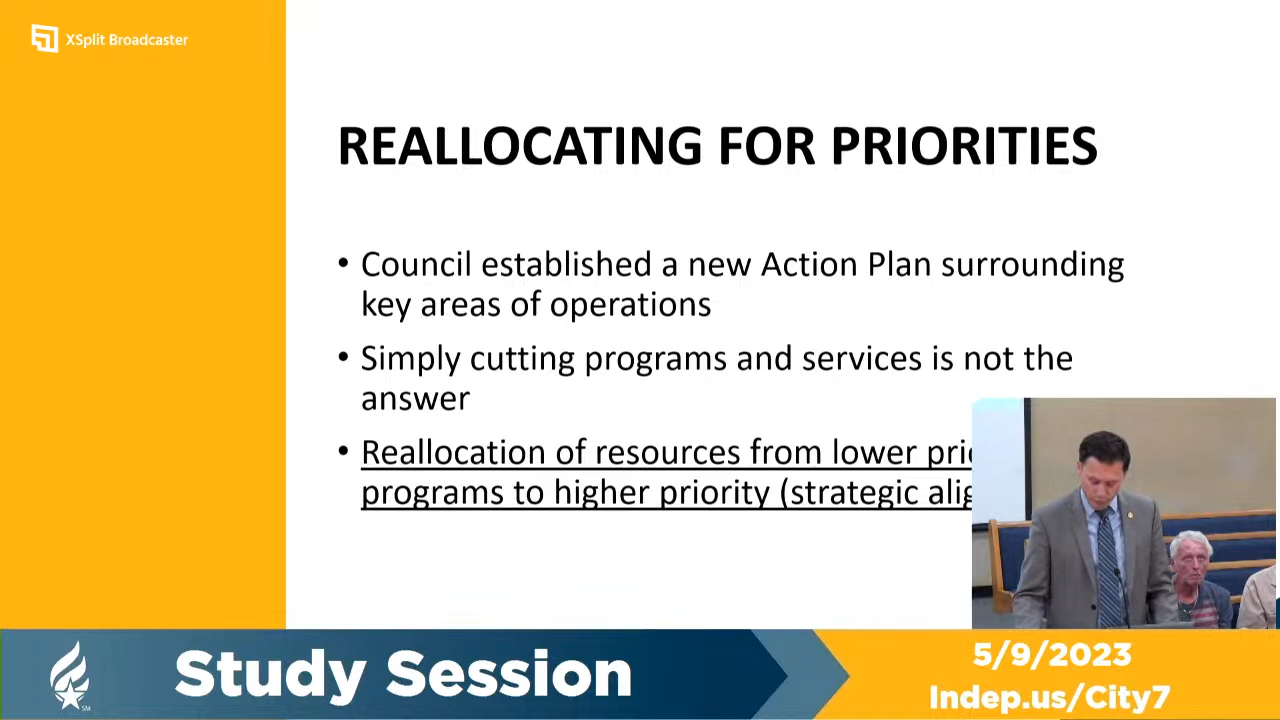 XSplit Broadcaster
REALLOCATING FOR PRIORITIES
• Council established a new Action Plan surrounding
key areas of operations
• Simply cutting programs and services is not the
answer
• Reallocation of resources from lower
programs to higher priority (strategic
Study Session
SM
5/9/2023
Indep.us/City7